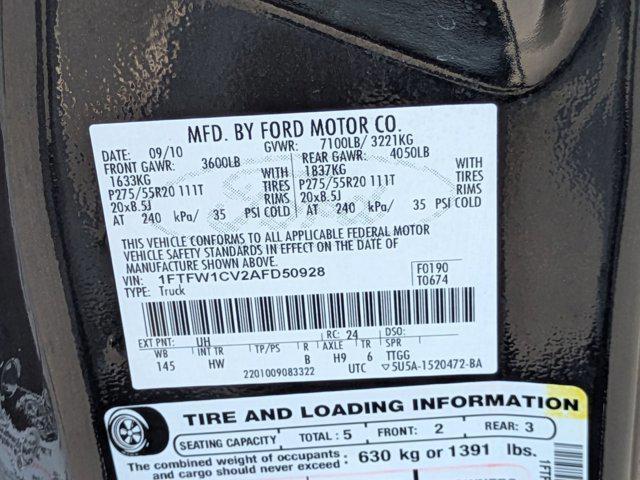 MFD. BY FORD MOTOR CO.
DATE: 09/10 GVWR: 7100LB/ 3221KG
FRONT GAWR: 3600LB REAR GAWR: 4050LB
1633KG WITH 1837KG WITH
P275/55R20 111T TIRES P275/55R20 111T TIRES
20x8.5J RIMS 20x8.5J RIMS
AT 240 kPa/ 35 PSI COLD AT 240 kPa/ 35 PSI COLD
THIS VEHICLE CONFORMS TO ALL APPLICABLE FEDERAL MOTOR
VEHICLE SAFETY STANDARDS IN EFFECT ON THE DATE OF
MANUFACTURE SHOWN ABOVE.
VIN: 1FTFW1CV2AFD50928 F0190
TYPE: Truck T0674
EXT PNT: UH RC: 24 DSO:
WB INT TR TP/PS R AXLE TR SPR
145 HW B H9 6 TTGG
2201009083322 UTC ▽5U5A-1520472-BA
TIRE AND LOADING INFORMATION
SEATING CAPACITY TOTAL : 5 FRONT: 2 REAR: 3
The combined weight of occupants
and cargo should never exceed : 630 kg or 1391 lbs.